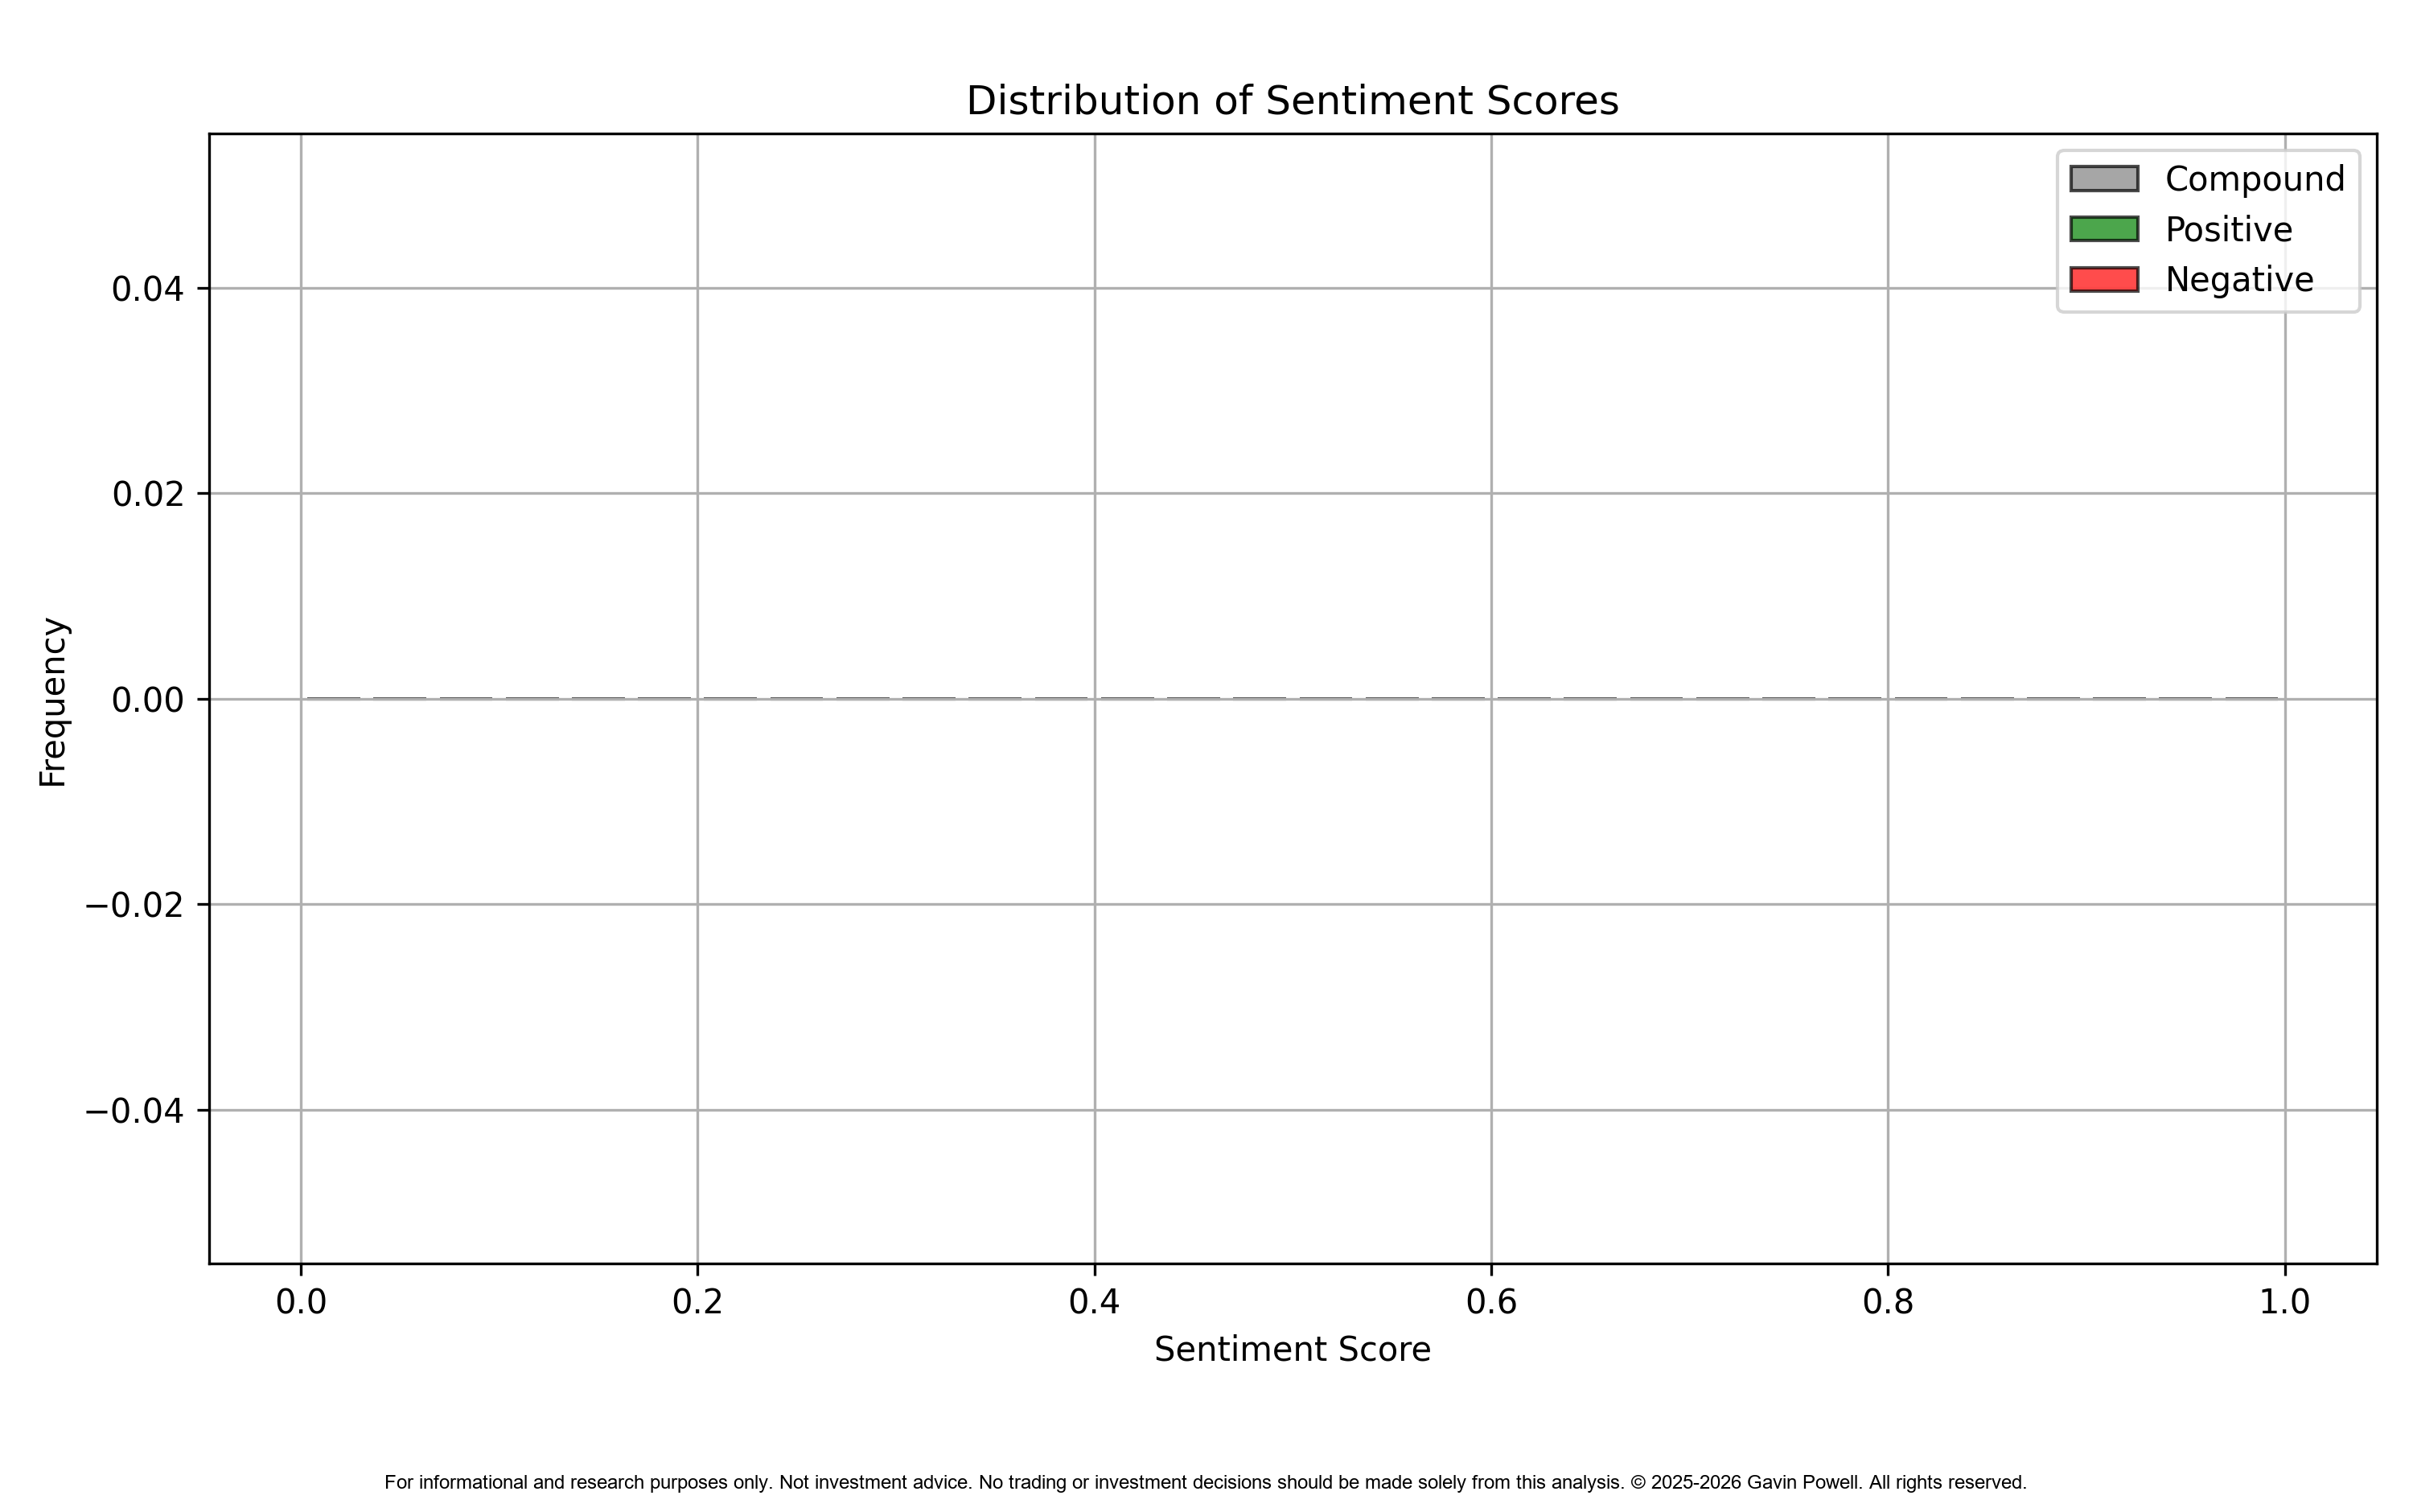 Distribution of Sentiment Scores
Compound
Positive
Negative
0.04
0.02
0.00
−0.02
−0.04
Frequency
0.0 0.2 0.4 0.6 0.8 1.0
Sentiment Score
For informational and research purposes only. Not investment advice. No trading or investment decisions should be made solely from this analysis. © 2025-2026 Gavin Powell. All rights reserved.